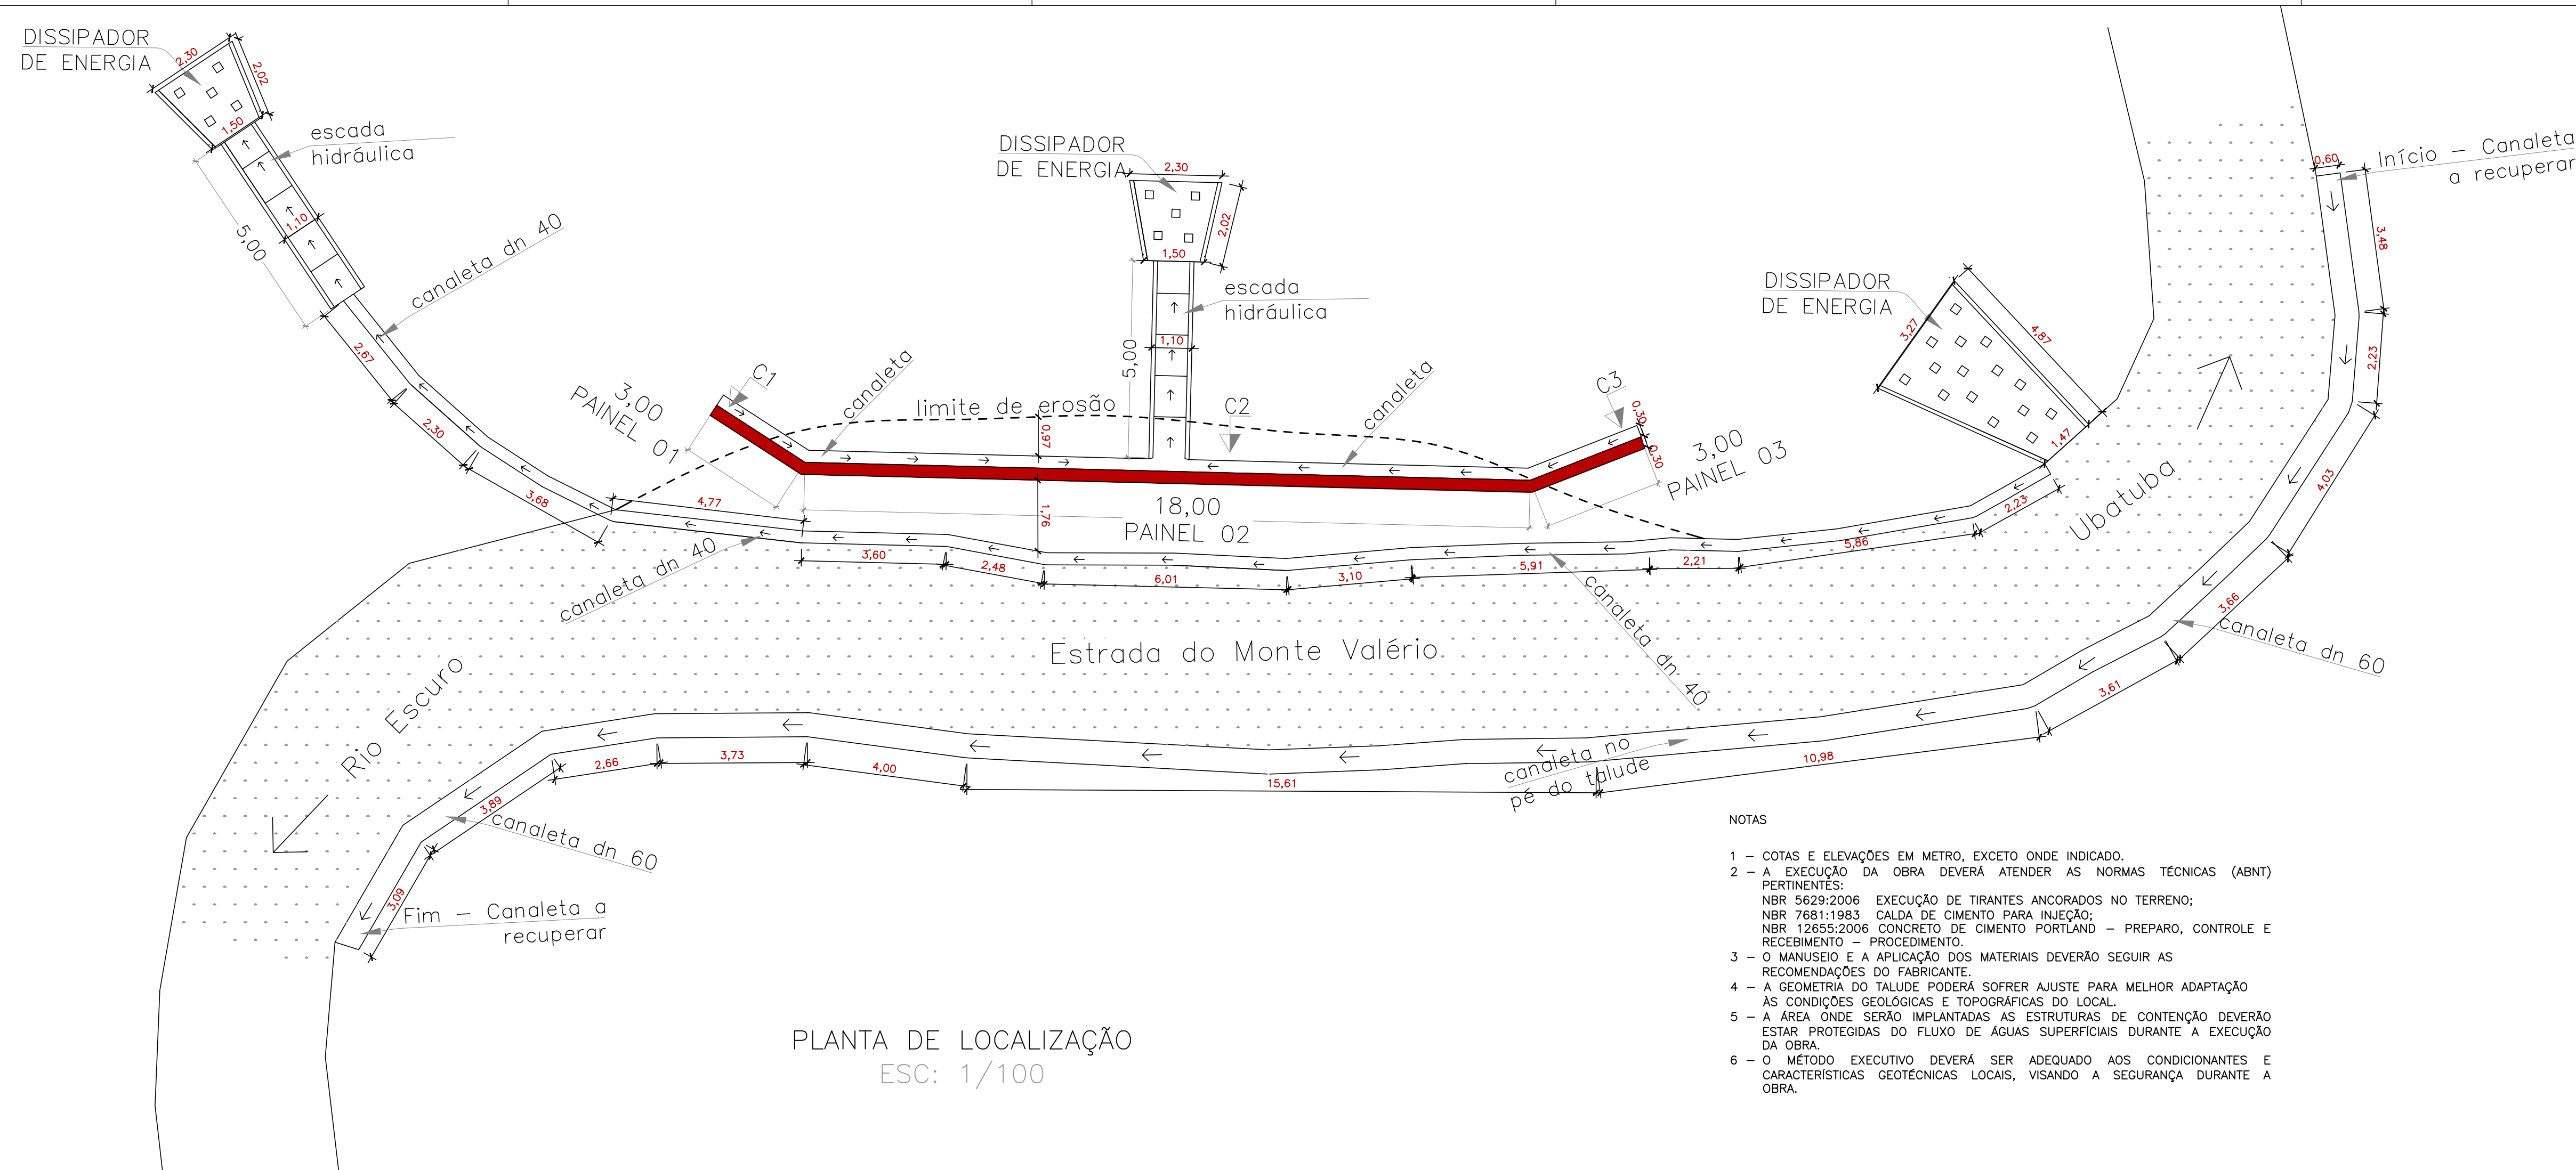 DISSIPADOR
DE ENERGIA
2,30
2,02
1,50
escada
hidráulica
1,10
5,00
canaleta dn 40
2,67
2,30
3,68
DISSIPADOR
DE ENERGIA
2,30
2,02
1,50
escada
hidráulica
1,10
5,00
3,00
PAINEL 01
C1
canaleta
limite de erosão
0,97
C2
canaleta
C3
0,30
0,30
3,00
PAINEL 03
4,77
18,00
PAINEL 02
1,76
DISSIPADOR
DE ENERGIA
3,27
4,87
1,47
2,23
Início – Canaleta
a recuperar
0,60
3,48
2,23
4,03
3,66
canaleta dn 60
3,61
10,98
Ubatuba
canaleta dn 40
3,60
2,48
6,01
3,10
5,91
2,21
5,86
canaleta dn 40
Estrada do Monte Valério
Rio Escuro
canaleta no
pé do talude
15,61
4,00
3,73
2,66
3,89
canaleta dn 60
3,09
Fim – Canaleta a
recuperar
PLANTA DE LOCALIZAÇÃO
ESC: 1/100
NOTAS
1 – COTAS E ELEVAÇÕES EM METRO, EXCETO ONDE INDICADO.
2 – A EXECUÇÃO DA OBRA DEVERÁ ATENDER AS NORMAS TÉCNICAS (ABNT)
PERTINENTES:
NBR 5629:2006 EXECUÇÃO DE TIRANTES ANCORADOS NO TERRENO;
NBR 7681:1983 CALDA DE CIMENTO PARA INJEÇÃO;
NBR 12655:2006 CONCRETO DE CIMENTO PORTLAND – PREPARO, CONTROLE E
RECEBIMENTO – PROCEDIMENTO.
3 – O MANUSEIO E A APLICAÇÃO DOS MATERIAIS DEVERÃO SEGUIR AS
RECOMENDAÇÕES DO FABRICANTE.
4 – A GEOMETRIA DO TALUDE PODERÁ SOFRER AJUSTE PARA MELHOR ADAPTAÇÃO
ÀS CONDIÇÕES GEOLÓGICAS E TOPOGRÁFICAS DO LOCAL.
5 – A ÁREA ONDE SERÃO IMPLANTADAS AS ESTRUTURAS DE CONTENÇÃO DEVERÃO
ESTAR PROTEGIDAS DO FLUXO DE ÁGUAS SUPERFÍCIAIS DURANTE A EXECUÇÃO
DA OBRA.
6 – O MÉTODO EXECUTIVO DEVERÁ SER ADEQUADO AOS CONDICIONANTES E
CARACTERÍSTICAS GEOTÉCNICAS LOCAIS, VISANDO A SEGURANÇA DURANTE A
OBRA.